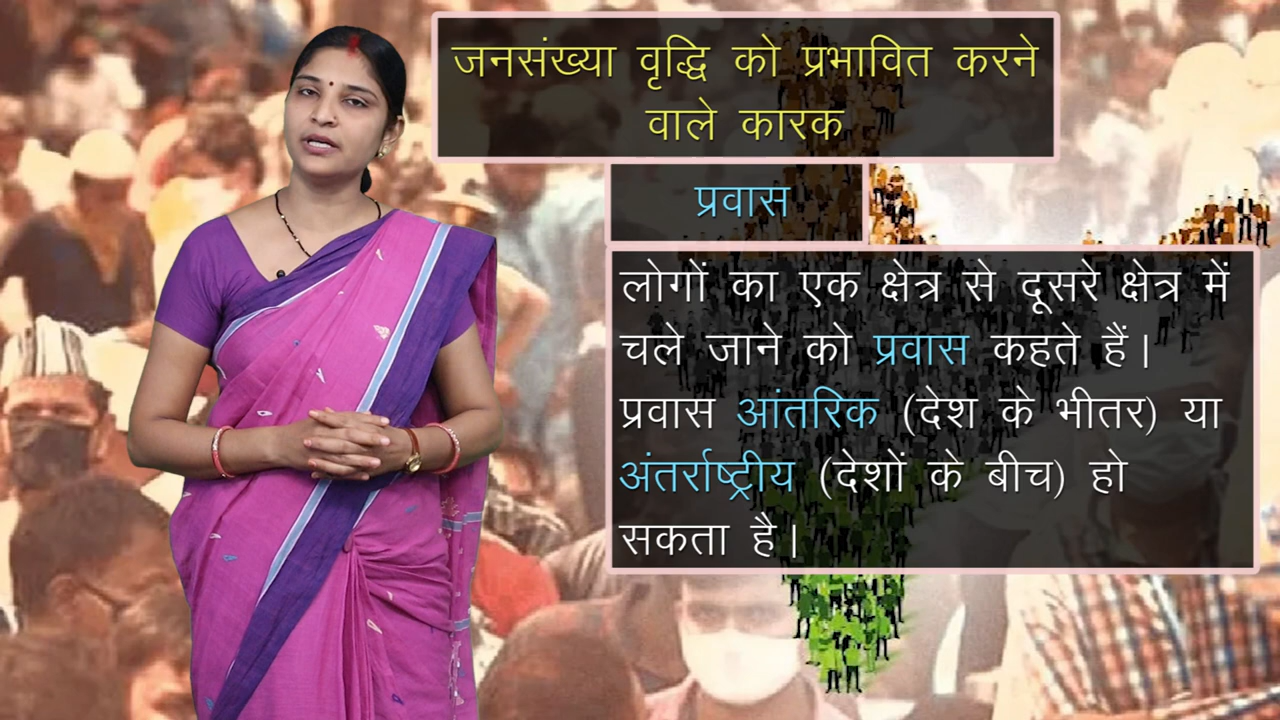 जनसंख्या वृद्धि को प्रभावित करने
वाले कारक
प्रवास
लोगों का एक क्षेत्र से दूसरे क्षेत्र में
चले जाने को प्रवास कहते हैं।
प्रवास आंतरिक (देश के भीतर) या
अंतर्राष्ट्रीय (देशों के बीच) हो
सकता है।